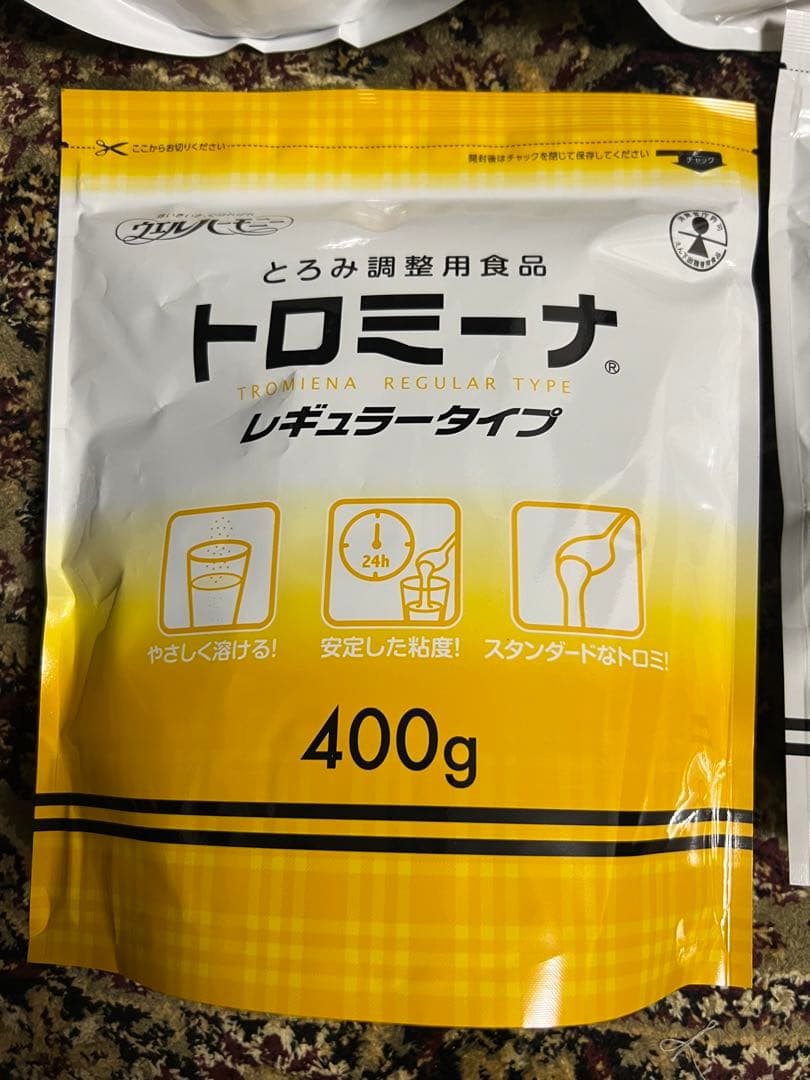 ここからお切りください
開封後はチャックを閉じて保存してください
チャック
ウエルハーモニー
とろみ調整用食品
トロミーナ®
TROMIENA REGULAR TYPE
レギュラータイプ
24h
やさしく溶ける!
安定した粘度!
スタンダードなトロミ!
400g